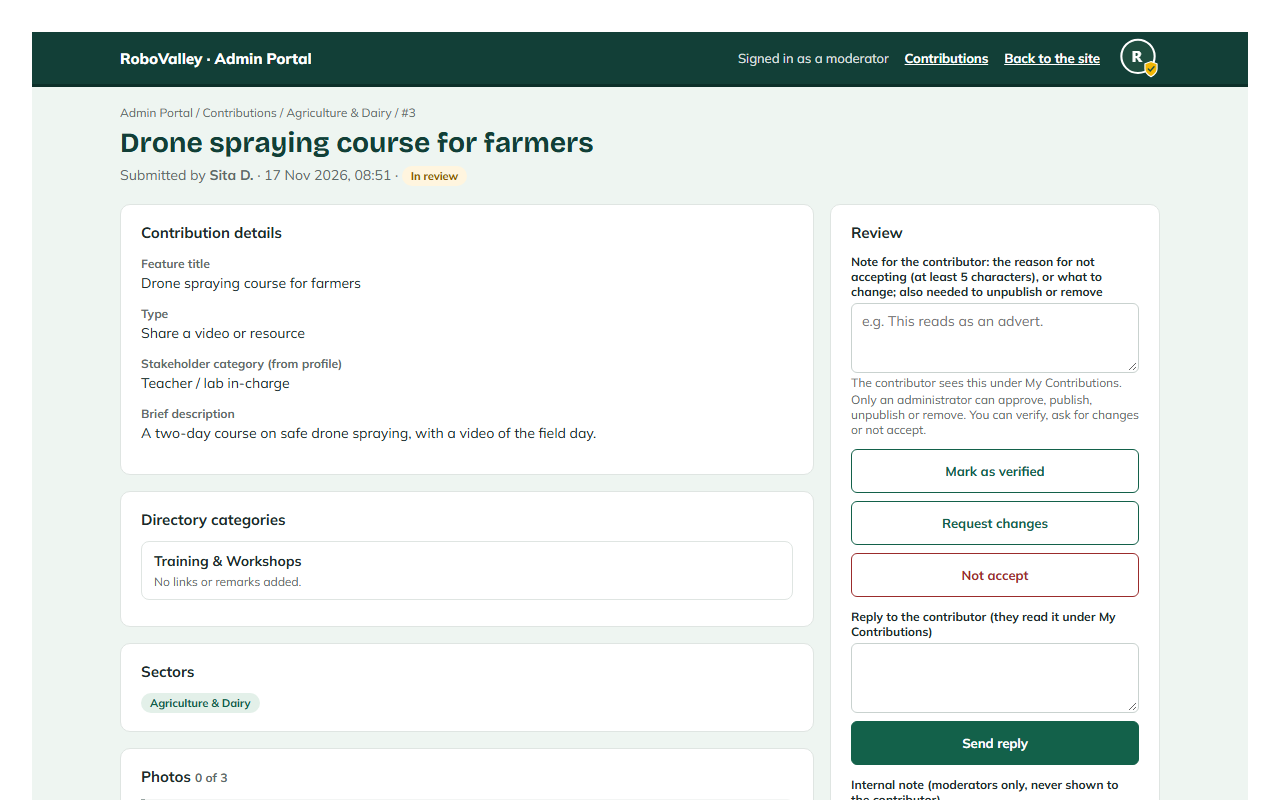 RoboValley · Admin Portal
Signed in as a moderator Contributions Back to the site R
Admin Portal / Contributions / Agriculture & Dairy / #3
Drone spraying course for farmers
Submitted by Sita D. · 17 Nov 2026, 08:51 · In review
Contribution details
Feature title
Drone spraying course for farmers
Type
Share a video or resource
Stakeholder category (from profile)
Teacher / lab in-charge
Brief description
A two-day course on safe drone spraying, with a video of the field day.
Directory categories
Training & Workshops
No links or remarks added.
Sectors
Agriculture & Dairy
Photos 0 of 3
Review
Note for the contributor: the reason for not
accepting (at least 5 characters), or what to
change; also needed to unpublish or remove
e.g. This reads as an advert.
The contributor sees this under My Contributions.
Only an administrator can approve, publish,
unpublish or remove. You can verify, ask for changes
or not accept.
Mark as verified
Request changes
Not accept
Reply to the contributor (they read it under My
Contributions)
Send reply
Internal note (moderators only, never shown to
the contributor)